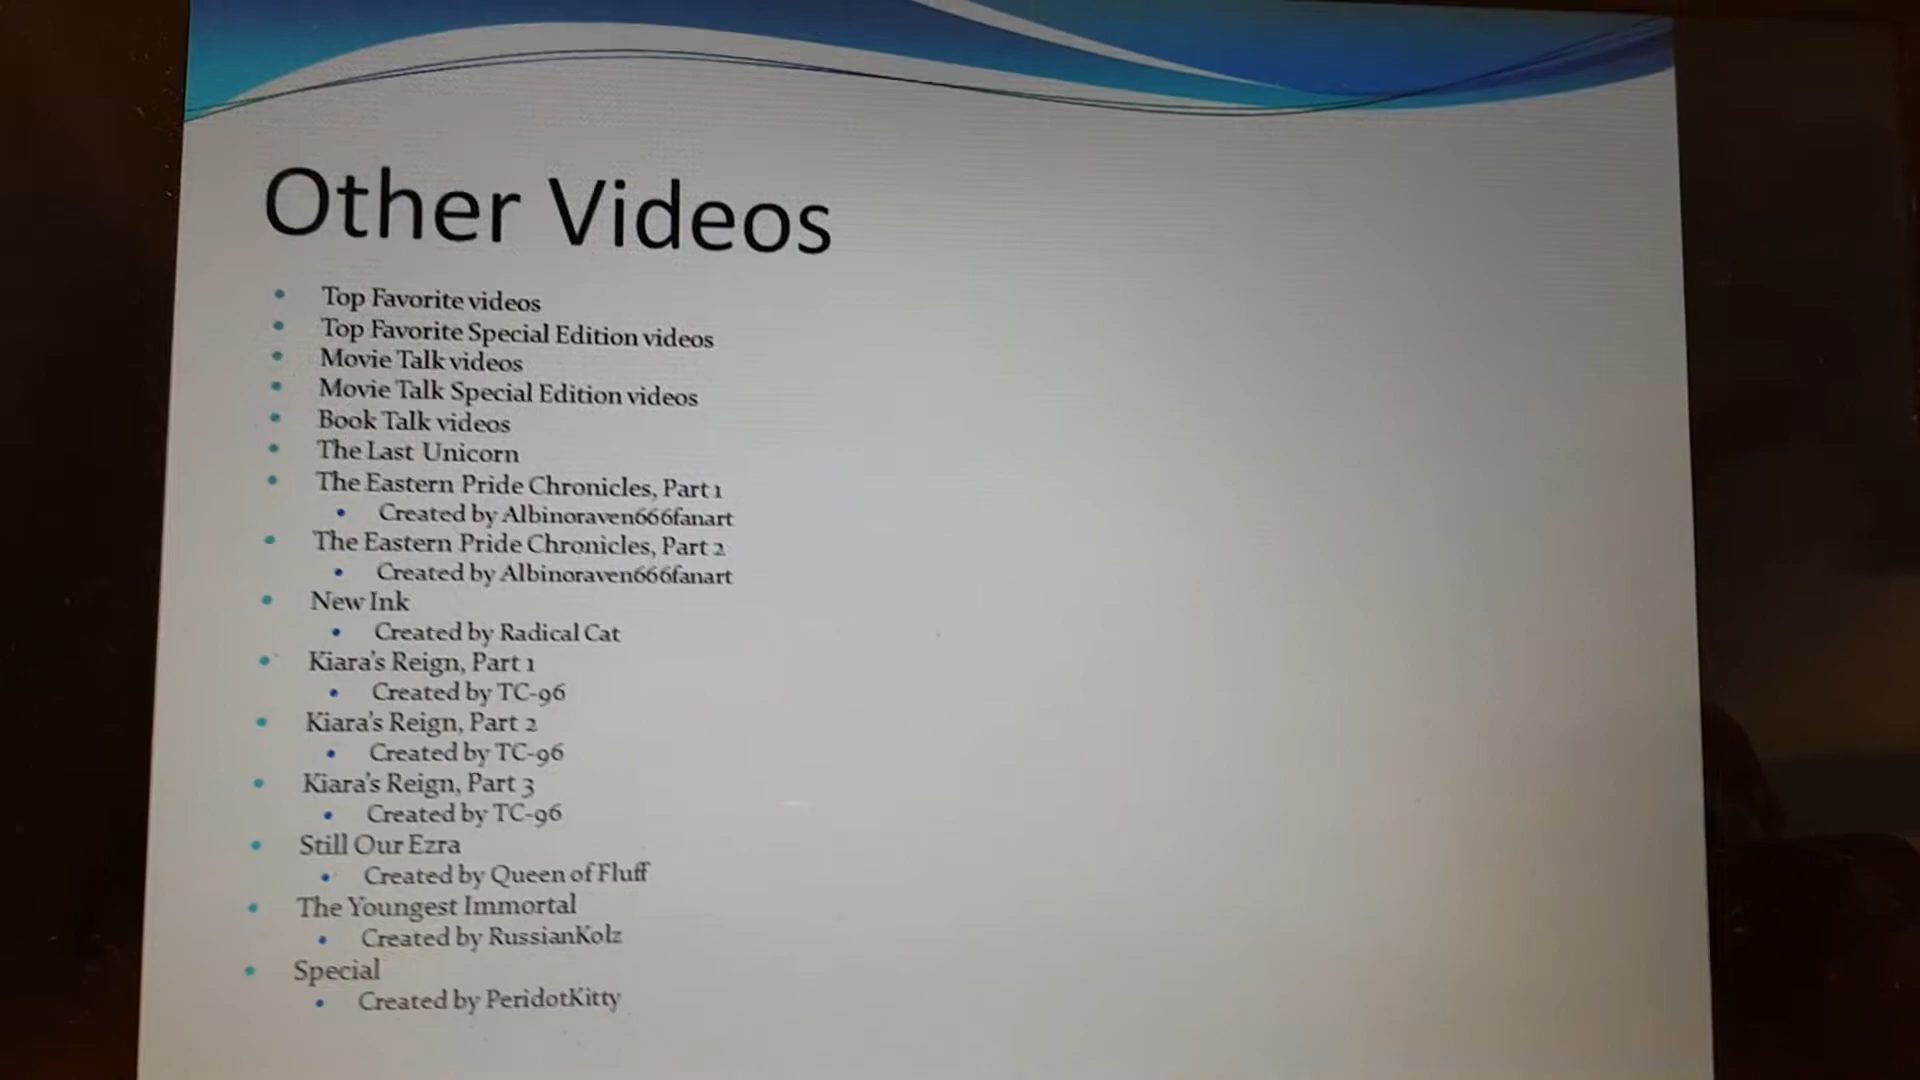 Other Videos
Top Favorite videos
Top Favorite Special Edition videos
Movie Talk videos
Movie Talk Special Edition videos
Book Talk videos
The Last Unicorn
The Eastern Pride Chronicles, Part 1
Created by Albinoraven666fanart
The Eastern Pride Chronicles, Part 2
Created by Albinoraven666fanart
New Ink
Created by Radical Cat
Kiara's Reign, Part 1
Created by TC-96
Kiara's Reign, Part 2
Created by TC-96
Kiara's Reign, Part 3
Created by TC-96
Still Our Ezra
Created by Queen of Fluff
The Youngest Immortal
Created by RussianKolz
Special
Created by PeridotKitty